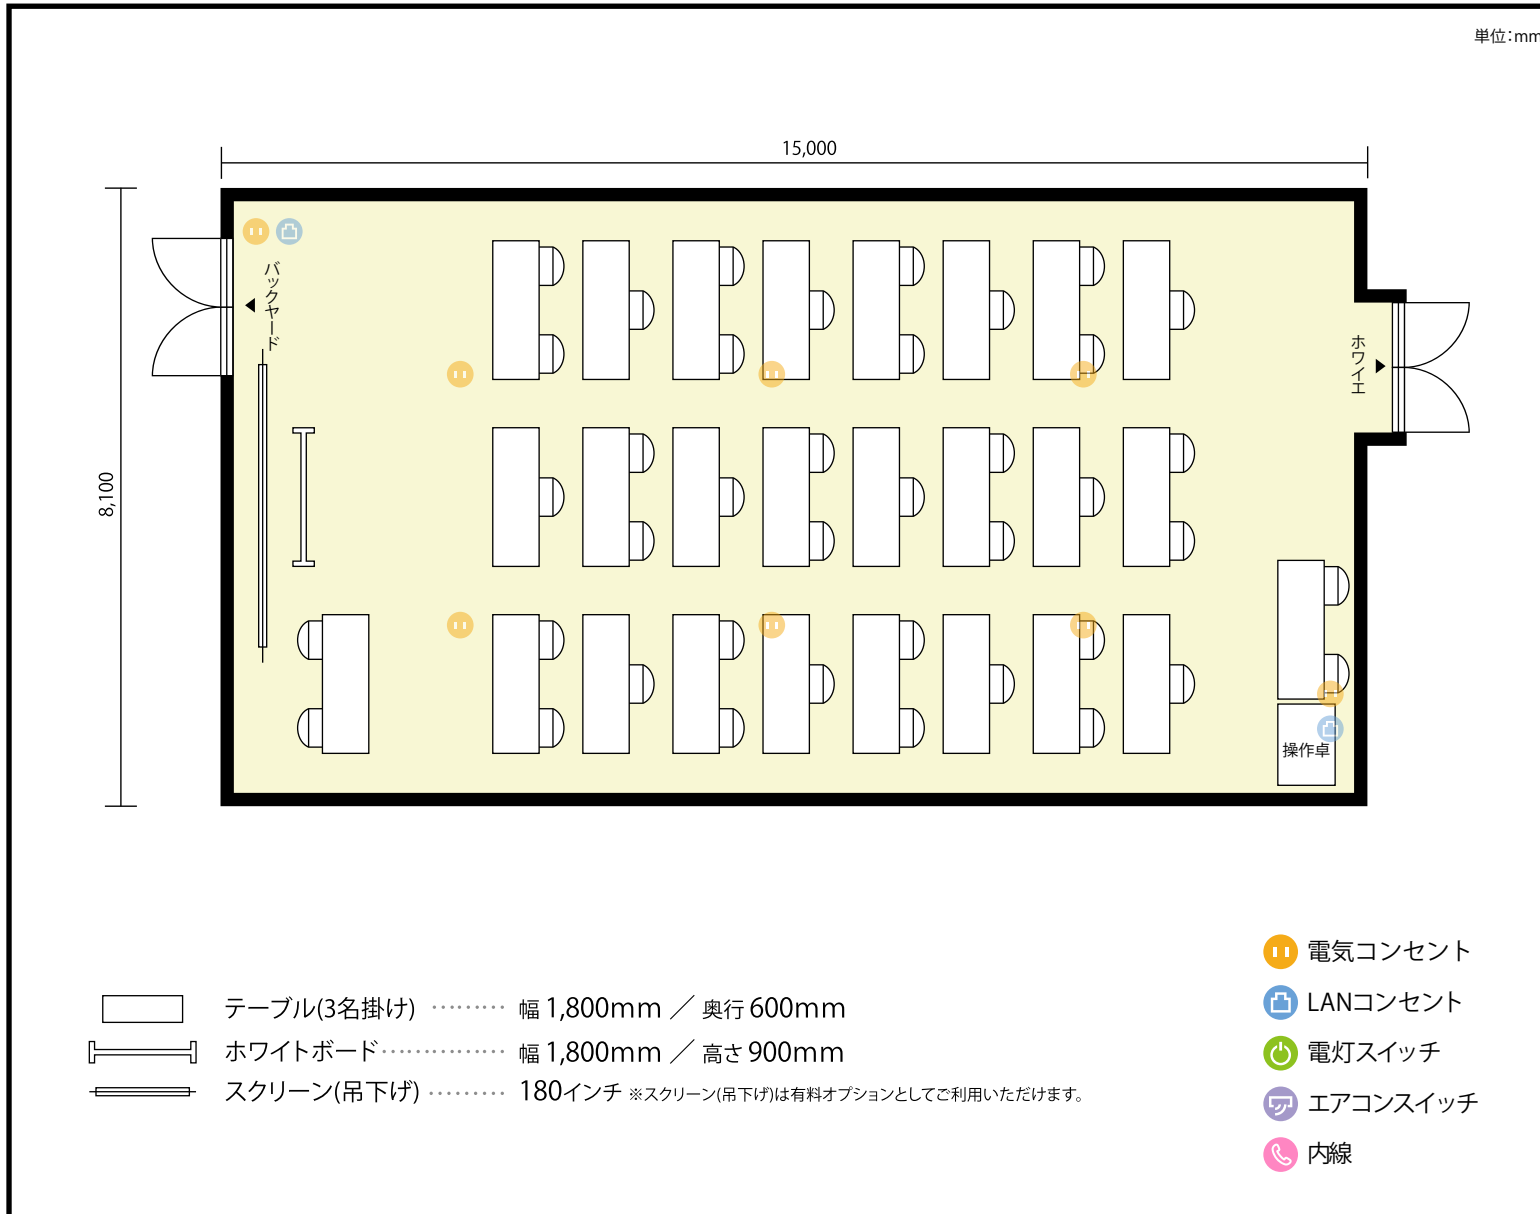 単位:mm
15,000
8,100
バックヤード
ホワイエ
操作卓
テーブル(3名掛け) ……… 幅 1,800mm ／ 奥行 600mm
ホワイトボード …………… 幅 1,800mm ／ 高さ 900mm
スクリーン(吊下げ) ……… 180インチ ※スクリーン(吊下げ)は有料オプションとしてご利用いただけます。
電気コンセント
LANコンセント
電灯スイッチ
エアコンスイッチ
内線